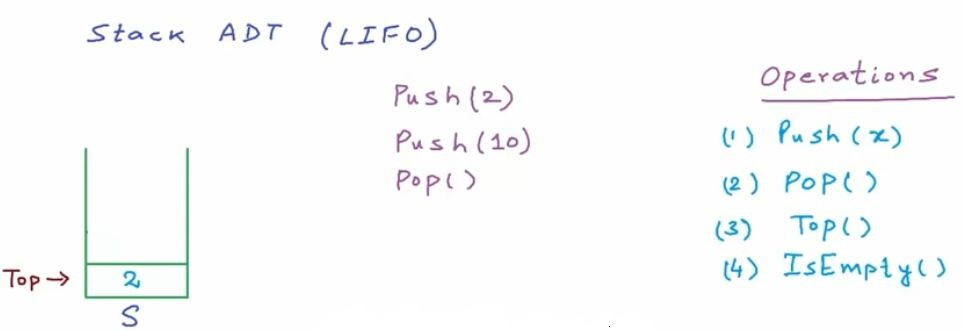 Stack ADT (LIFO)
Push(2)
Push(10)
Pop()
Operations
(1) Push(x)
(2) Pop()
(3) Top()
(4) IsEmpty()
Top→ 2
S